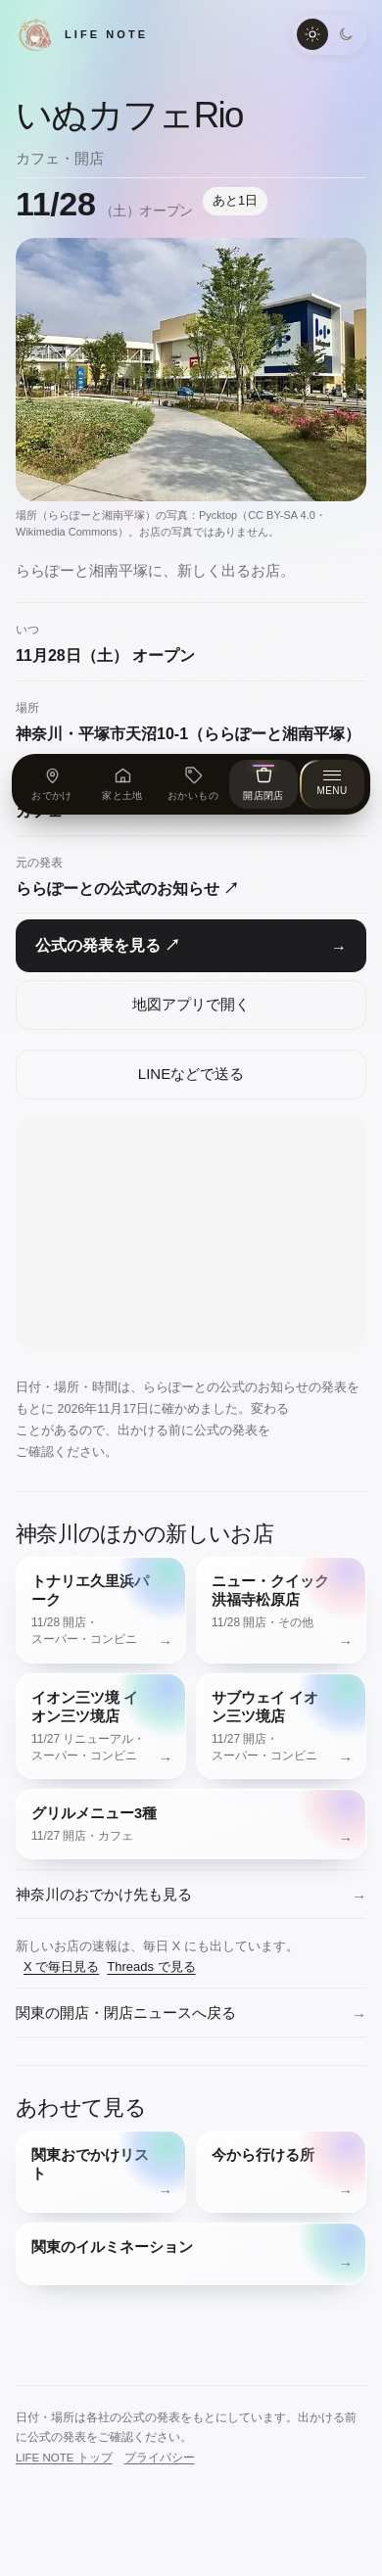 LIFE NOTE
いぬカフェRio
カフェ・開店
11/28 （土）オープン あと1日
場所（ららぽーと湘南平塚）の写真：Pycktop（CC BY-SA 4.0・
Wikimedia Commons）。お店の写真ではありません。
ららぽーと湘南平塚に、新しく出るお店。
いつ
11月28日（土） オープン
場所
神奈川・平塚市天沼10-1（ららぽーと湘南平塚）
おでかけ 家と土地 おかいもの 開店閉店 MENU
カフェ
元の発表
ららぽーとの公式のお知らせ ↗
公式の発表を見る ↗ →
地図アプリで開く
LINEなどで送る
日付・場所・時間は、ららぽーとの公式のお知らせの発表を
もとに 2026年11月17日に確かめました。変わる
ことがあるので、出かける前に公式の発表を
ご確認ください。
神奈川のほかの新しいお店
トナリエ久里浜パ
ーク
11/28 開店・
スーパー・コンビニ →
ニュー・クイック
洪福寺松原店
11/28 開店・その他 →
イオン三ツ境 イ
オン三ツ境店
11/27 リニューアル・
スーパー・コンビニ →
サブウェイ イオ
ン三ツ境店
11/27 開店・
スーパー・コンビニ →
グリルメニュー3種
11/27 開店・カフェ →
神奈川のおでかけ先も見る →
新しいお店の速報は、毎日 X にも出しています。
X で毎日見る Threads で見る
関東の開店・閉店ニュースへ戻る →
あわせて見る
関東おでかけリス
ト →
今から行ける所 →
関東のイルミネーション →
日付・場所は各社の公式の発表をもとにしています。出かける前
に公式の発表をご確認ください。
LIFE NOTE トップ プライバシー